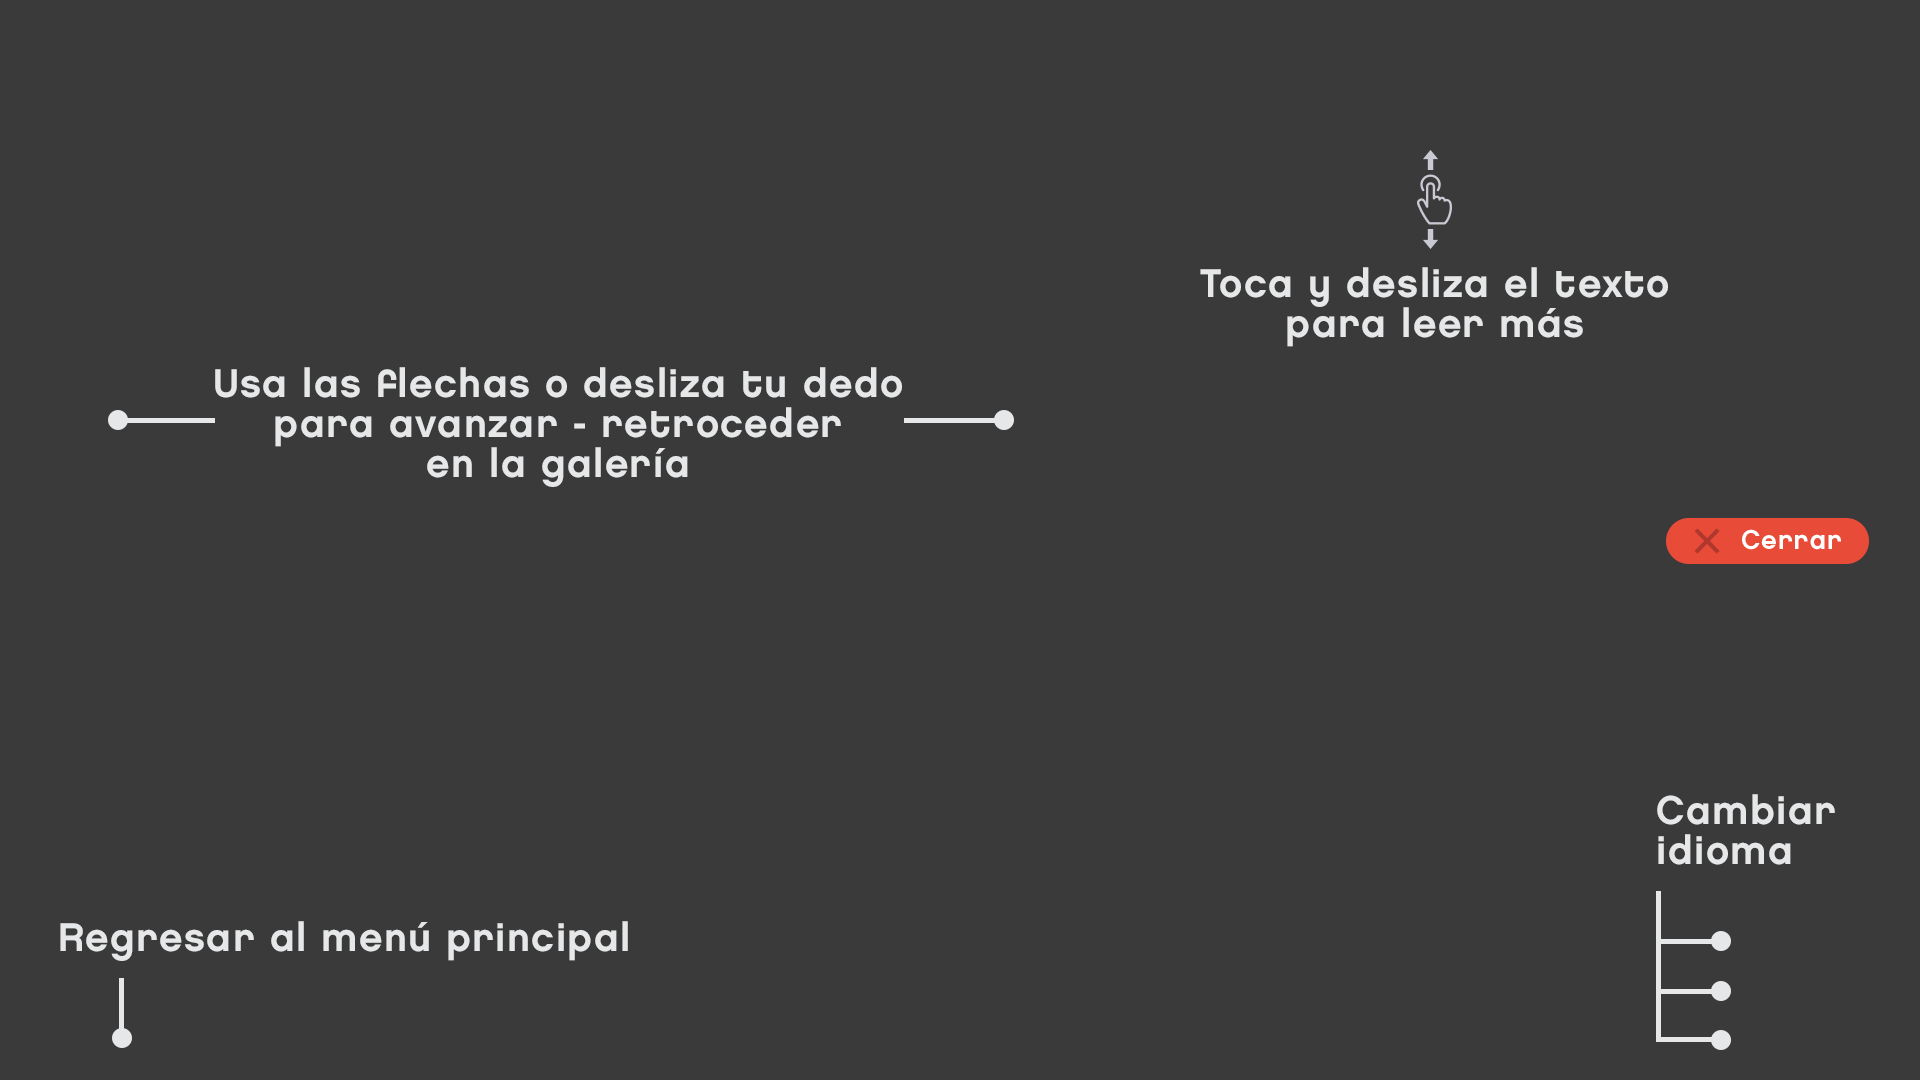 Toca y desliza el texto
para leer más
Usa las flechas o desliza tu dedo
para avanzar - retroceder
en la galería
Cerrar
Cambiar
idioma
Regresar al menú principal